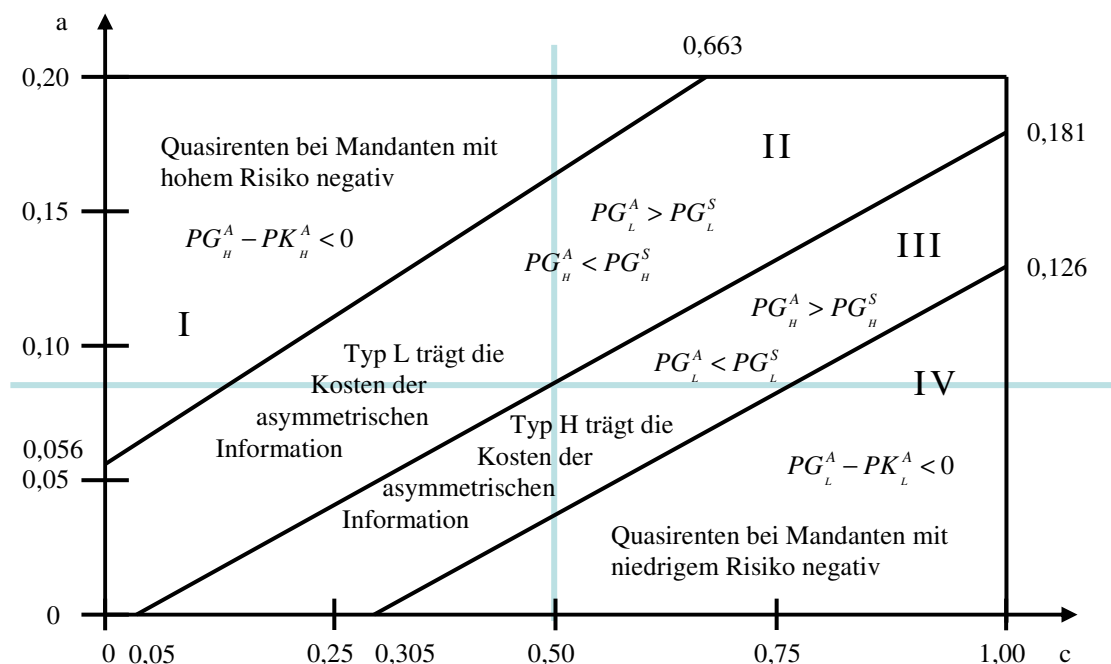 a
0,663
0,20
Quasirenten bei Mandanten mit
hohem Risiko negativ
II
0,181
0,15
PG_H^A − PK_H^A < 0
PG_L^A > PG_L^S
PG_H^A < PG_H^S
III
0,126
I
PG_H^A > PG_H^S
0,10
Typ L trägt die
Kosten der
asymmetrischen
Information
PG_L^A < PG_L^S
IV
0,056
0,05
Typ H trägt die
Kosten der
asymmetrischen
Information
PG_L^A − PK_L^A < 0
Quasirenten bei Mandanten mit
niedrigem Risiko negativ
0
0 0,05 0,25 0,305 0,50 0,75 1,00 c